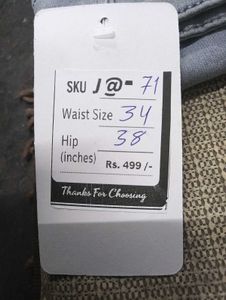 SKU J @- 71
Waist Size 34
Hip 38
(inches) Rs. 499 /-
Thanks For Choosing